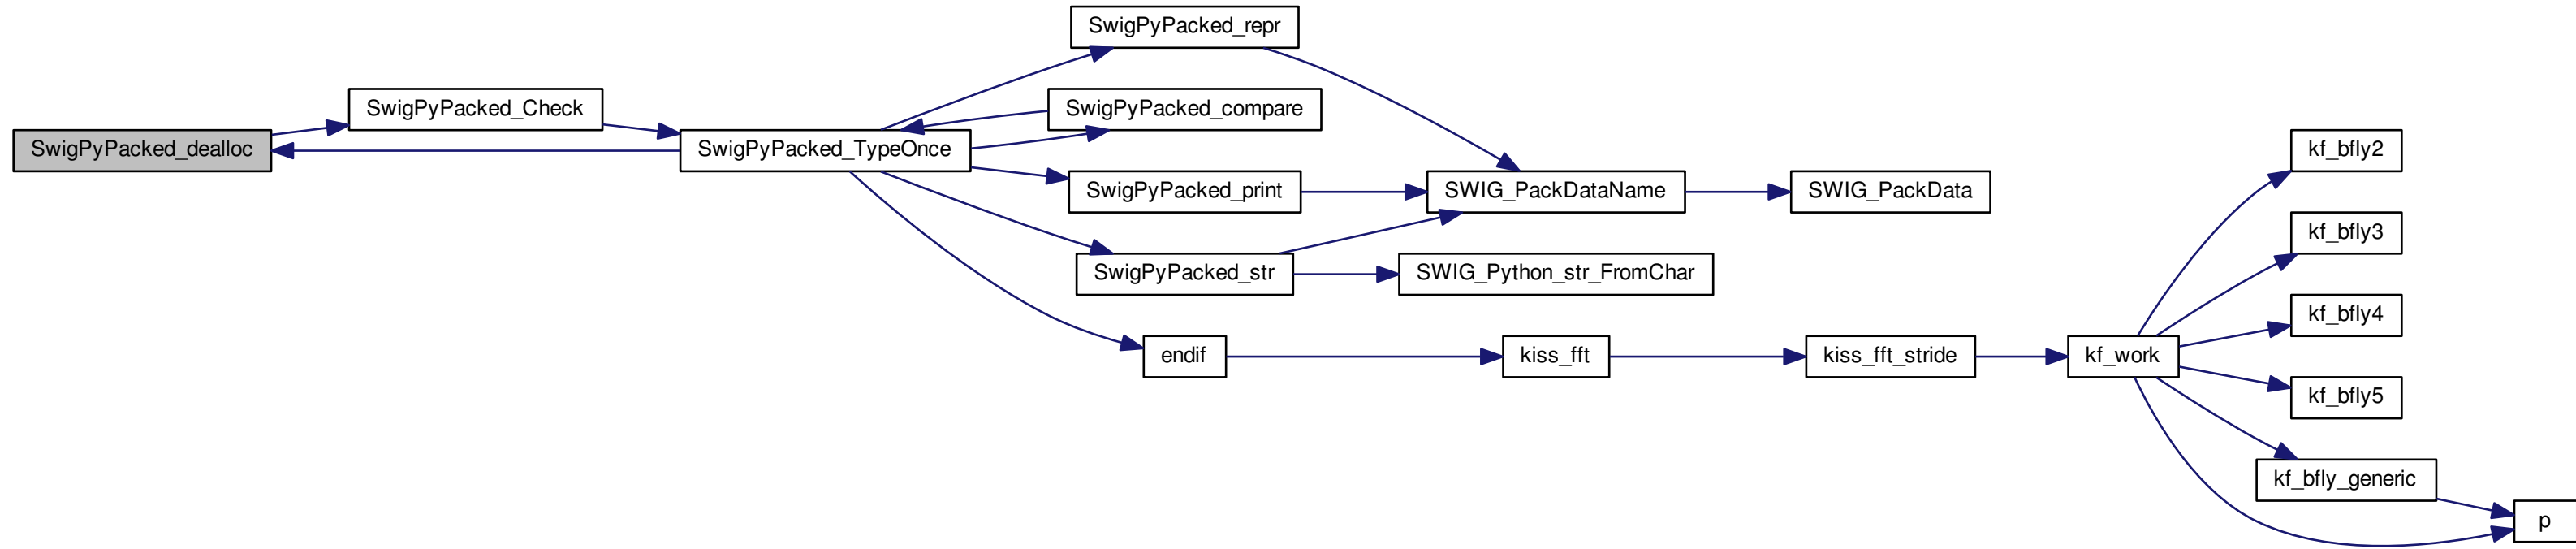 SwigPyPacked_dealloc
SwigPyPacked_Check
SwigPyPacked_TypeOnce
SwigPyPacked_repr
SwigPyPacked_compare
SwigPyPacked_print
SwigPyPacked_str
endif
SWIG_PackDataName
SWIG_Python_str_FromChar
kiss_fft
SWIG_PackData
kiss_fft_stride
kf_work
kf_bfly2
kf_bfly3
kf_bfly4
kf_bfly5
kf_bfly_generic
p